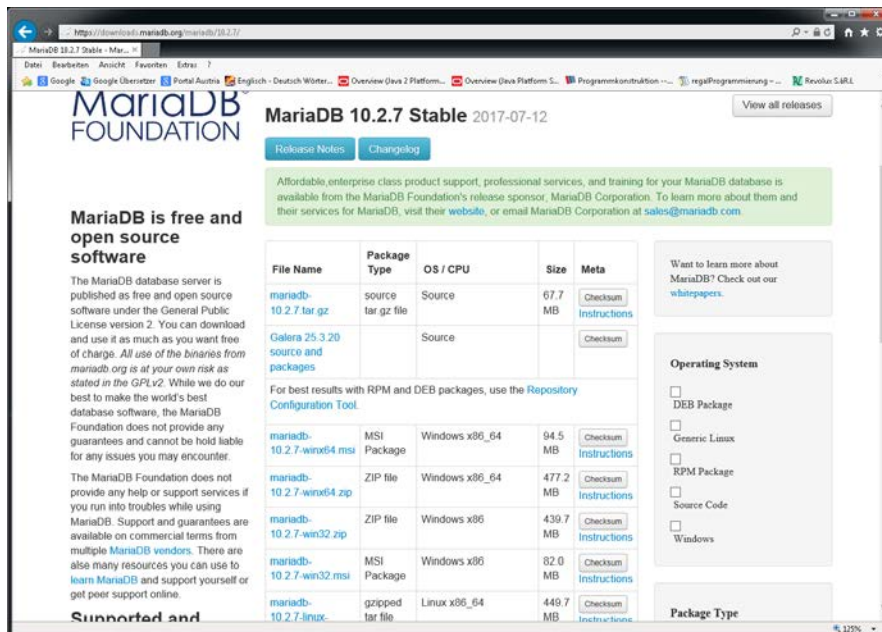 https://downloads.mariadb.org/mariadb/10.2.7/
MariaDB 10.2.7 Stable - Mar...
Datei Bearbeiten Ansicht Favoriten Extras ?
Google Google Übersetzer Portal Austria Englisch - Deutsch Wörter... Overview (Java 2 Platform... Overview (Java Platform S... Programmkonstruktion --... regalProgrammierung – ... Revolux S.àR.L
MariaDB
FOUNDATION
MariaDB is free and
open source
software
The MariaDB database server is
published as free and open source
software under the General Public
License version 2. You can download
and use it as much as you want free
of charge. All use of the binaries from
mariadb.org is at your own risk as
stated in the GPLv2. While we do our
best to make the world's best
database software, the MariaDB
Foundation does not provide any
guarantees and cannot be hold liable
for any issues you may encounter.
The MariaDB Foundation does not
provide any help or support services if
you run into troubles while using
MariaDB. Support and guarantees are
available on commercial terms from
multiple MariaDB vendors. There are
alse many resources you can use to
learn MariaDB and support yourself or
get peer support online.
Supported and
MariaDB 10.2.7 Stable 2017-07-12
View all releases
Release Notes Changelog
Affordable,enterprise class product support, professional services, and training for your MariaDB database is
available from the MariaDB Foundation's release sponsor, MariaDB Corporation. To learn more about them and
their services for MariaDB, visit their website, or email MariaDB Corporation at sales@mariadb.com.
File Name Package Type OS / CPU Size Meta
mariadb-10.2.7.tar.gz source tar.gz file Source 67.7 MB Checksum Instructions
Galera 25.3.20 source and packages Source Checksum
For best results with RPM and DEB packages, use the Repository
Configuration Tool.
mariadb-10.2.7-winx64.msi MSI Package Windows x86_64 94.5 MB Checksum Instructions
mariadb-10.2.7-winx64.zip ZIP file Windows x86_64 477.2 MB Checksum Instructions
mariadb-10.2.7-win32.zip ZIP file Windows x86 439.7 MB Checksum Instructions
mariadb-10.2.7-win32.msi MSI Package Windows x86 82.0 MB Checksum Instructions
mariadb-10.2.7-linux- gzipped tar file Linux x86_64 449.7 MB Checksum Instructions
Want to learn more about
MariaDB? Check out our
whitepapers.
Operating System
DEB Package
Generic Linux
RPM Package
Source Code
Windows
Package Type
125%